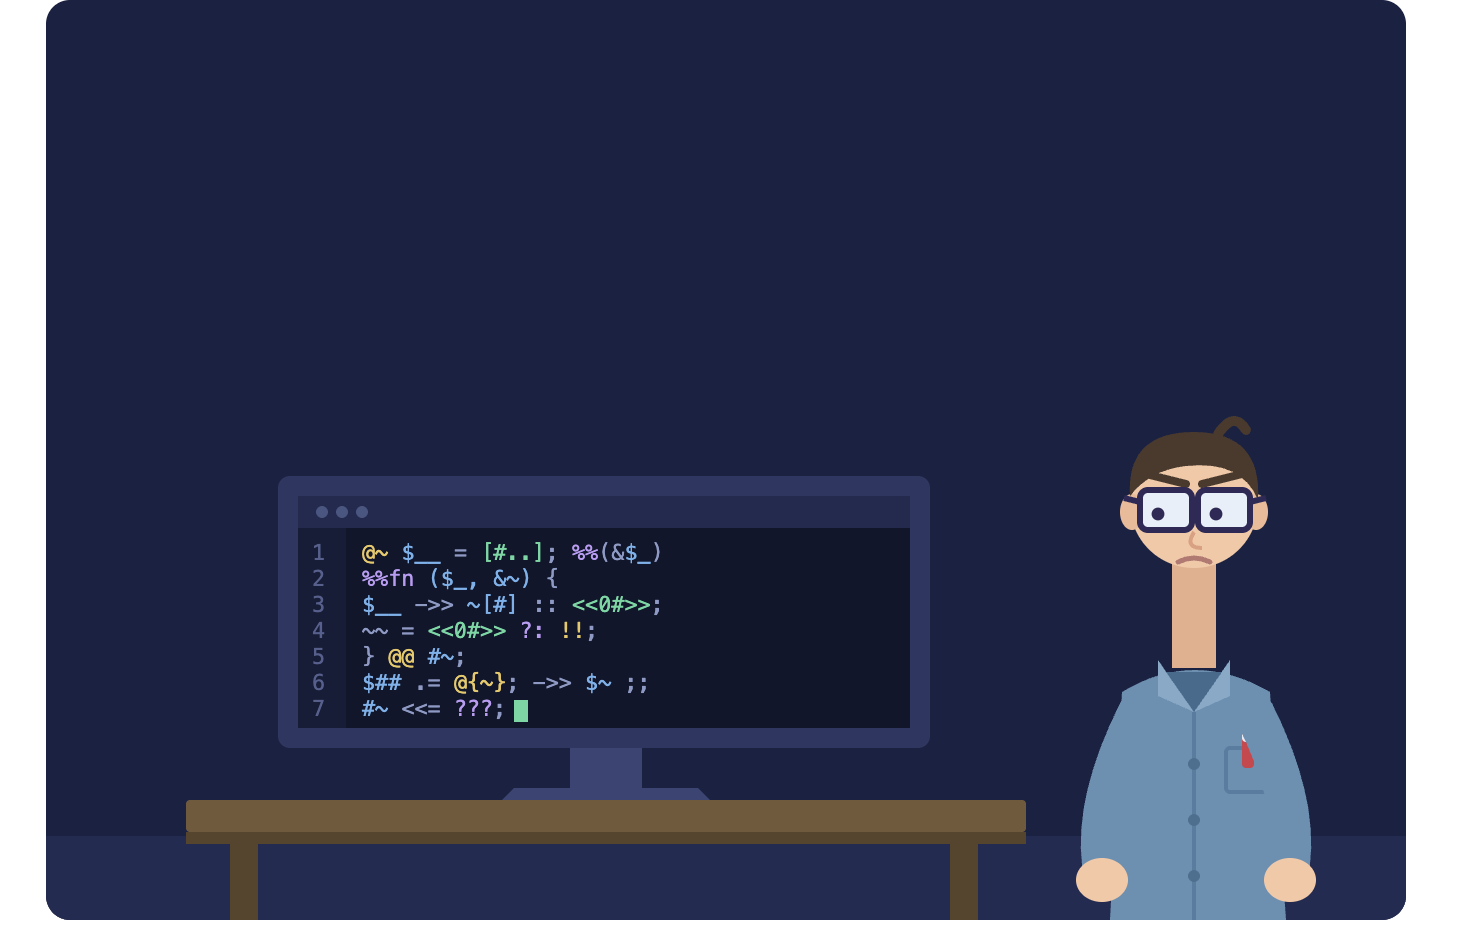 1 @~ $__ = [#..]; %%(&$_)
2 %%fn ($_, &~) {
3 $__ —>> ~[#] :: <<0#>>;
4 ~~ = <<0#>> ?: !!;
5 } @@ #~;
6 $## .= @{~}; —>> $~ ;;
7 #~ <<= ???;